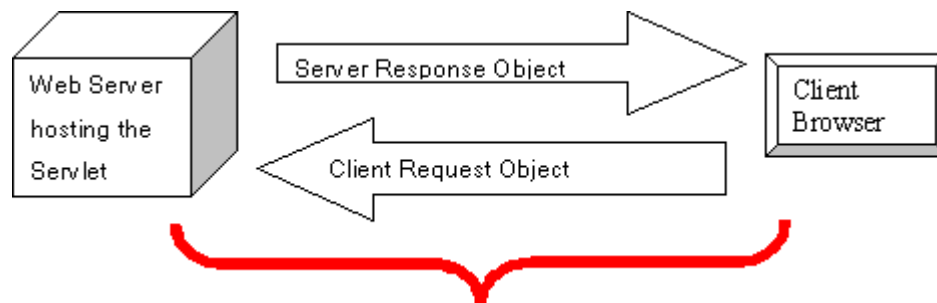 Web Server
hosting the
Servlet
Server Response Object
Client Request Object
Client
Browser